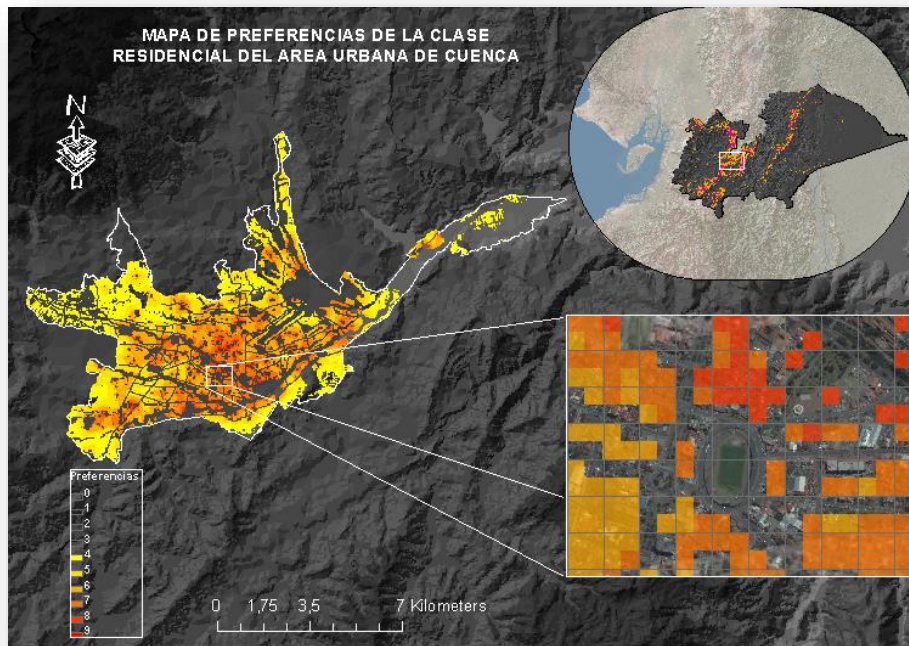 MAPA DE PREFERENCIAS DE LA CLASE
RESIDENCIAL DEL AREA URBANA DE CUENCA
N
Preferencias
0
1
2
3
4
5
6
7
8
9
0 1,75 3,5 7 Kilometers